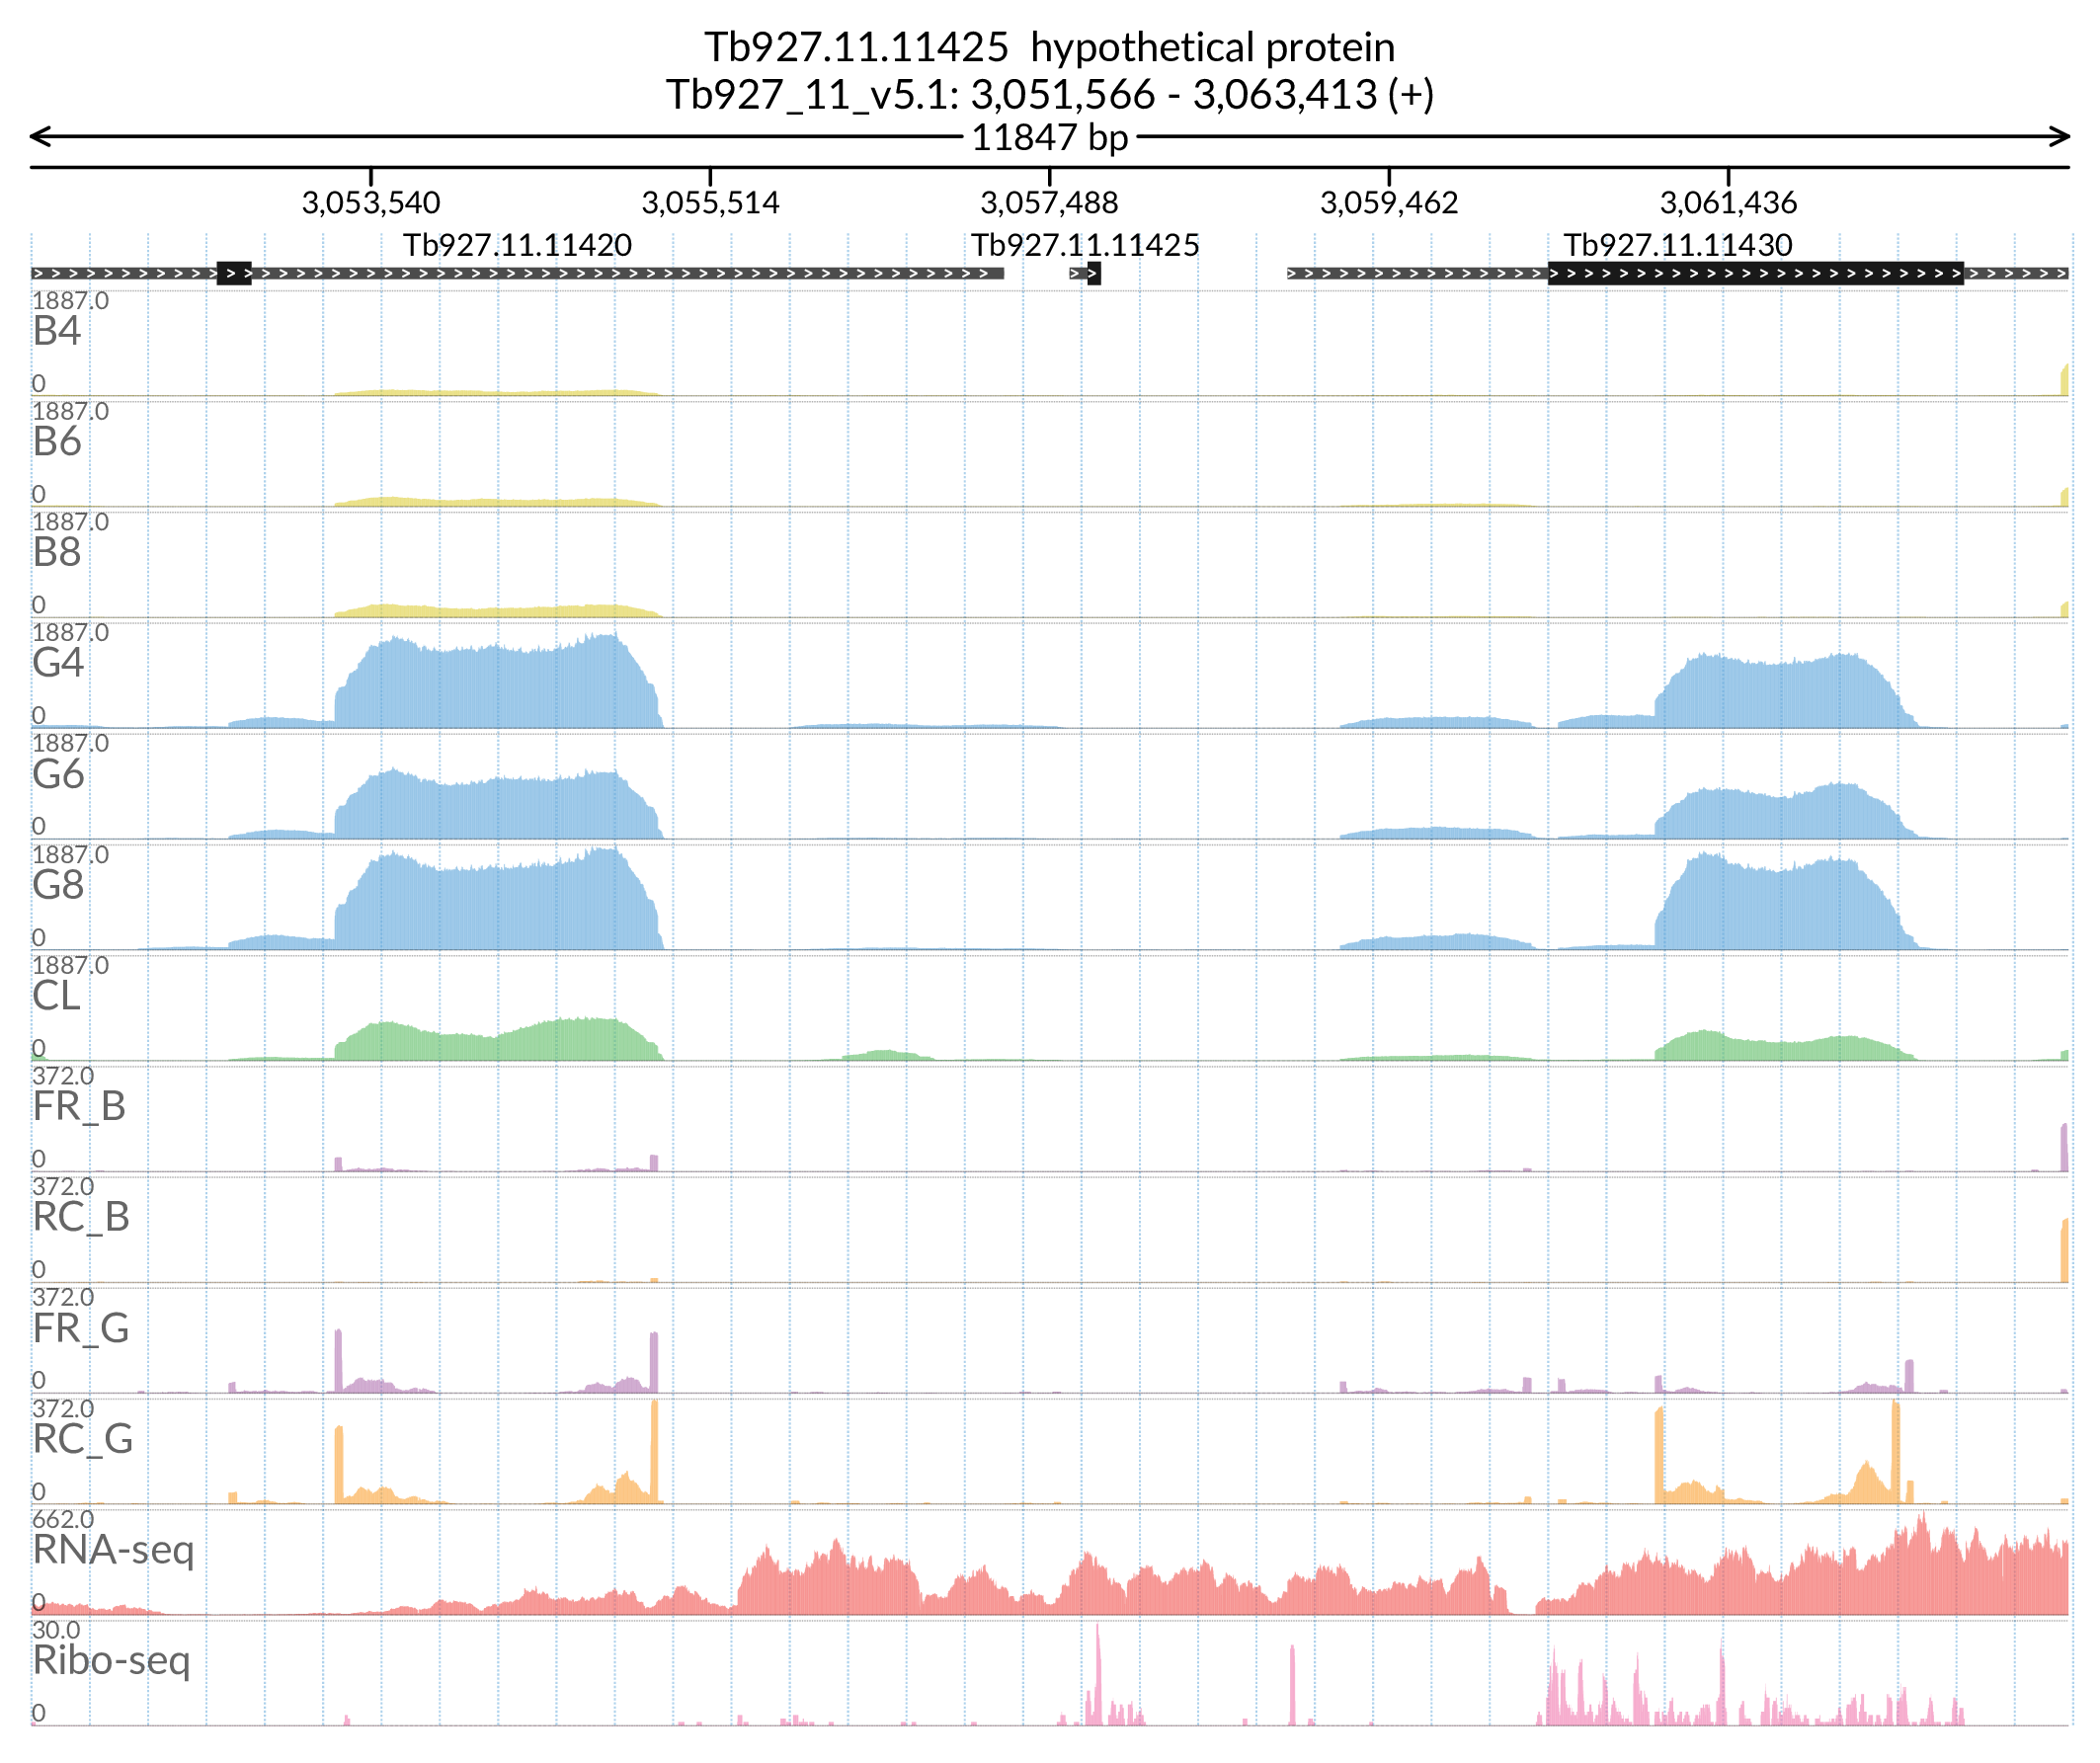 Tb927.11.11425 hypothetical protein
Tb927_11_v5.1: 3,051,566 - 3,063,413 (+)
11847 bp
3,053,540 3,055,514 3,057,488 3,059,462 3,061,436
Tb927.11.11420 Tb927.11.11425 Tb927.11.11430
1887.0
B4
0
1887.0
B6
0
1887.0
B8
0
1887.0
G4
0
1887.0
G6
0
1887.0
G8
0
1887.0
CL
0
372.0
FR_B
0
372.0
RC_B
0
372.0
FR_G
0
372.0
RC_G
0
662.0
RNA-seq
0
30.0
Ribo-seq
0